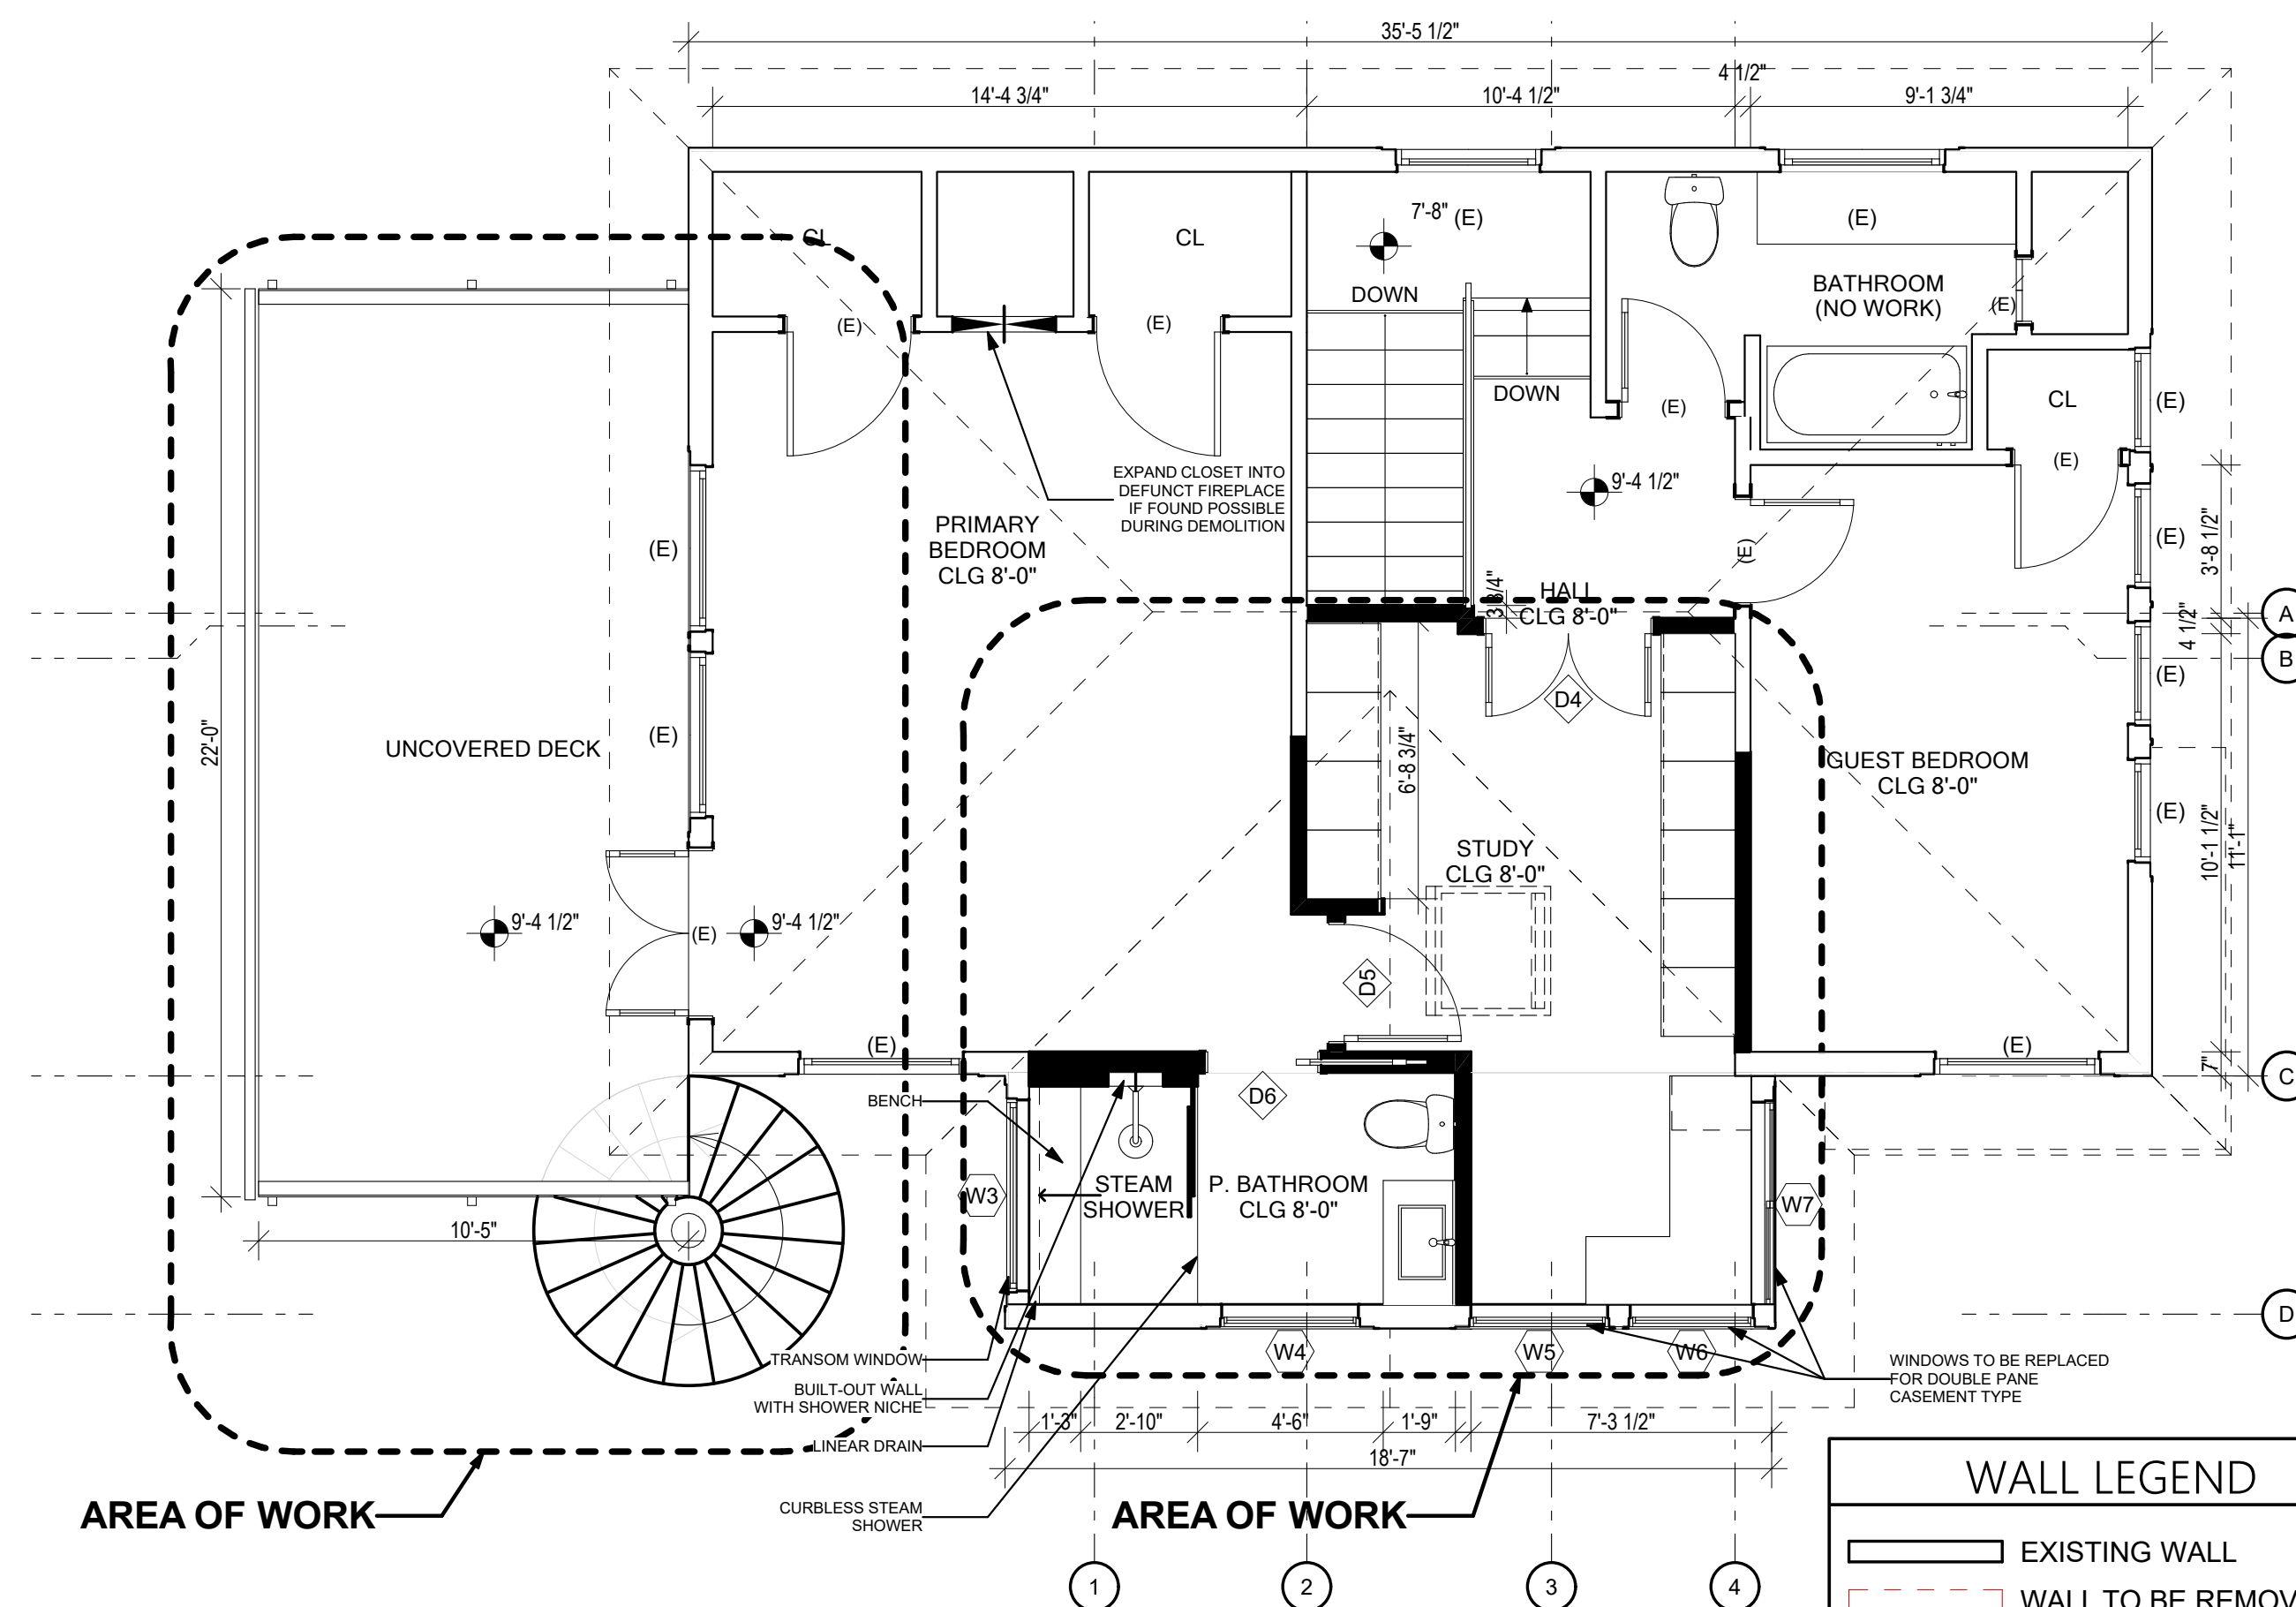 35'-5 1/2"
4 1/2"
14'-4 3/4"
10'-4 1/2"
9'-1 3/4"
CL
CL
7'-8"
(E)
(E)
DOWN
BATHROOM
(NO WORK)
(E)
(E)
(E)
DOWN
(E)
CL
(E)
(E)
EXPAND CLOSET INTO
DEFUNCT FIREPLACE
IF FOUND POSSIBLE
DURING DEMOLITION
9'-4 1/2"
PRIMARY
BEDROOM
CLG 8'-0"
(E)
(E)
(E)
3'-8 1/2"
3 3/4"
HALL
CLG 8'-0"
A
4 1/2"
B
(E)
D4
22'-0"
UNCOVERED DECK
(E)
6'-8 3/4"
GUEST BEDROOM
CLG 8'-0"
(E)
10'-1 1/2"
11'-1"
STUDY
CLG 8'-0"
9'-4 1/2"
(E)
9'-4 1/2"
D5
(E)
(E)
7"
C
BENCH
D6
W3
STEAM
SHOWER
P. BATHROOM
CLG 8'-0"
W7
10'-5"
D
TRANSOM WINDOW
W4
W5
W6
WINDOWS TO BE REPLACED
FOR DOUBLE PANE
CASEMENT TYPE
BUILT-OUT WALL
WITH SHOWER NICHE
1'-3"
2'-10"
4'-6"
1'-9"
7'-3 1/2"
LINEAR DRAIN
18'-7"
AREA OF WORK
CURBLESS STEAM
SHOWER
AREA OF WORK
WALL LEGEND
EXISTING WALL
1
2
3
4
WALL TO BE REMOV